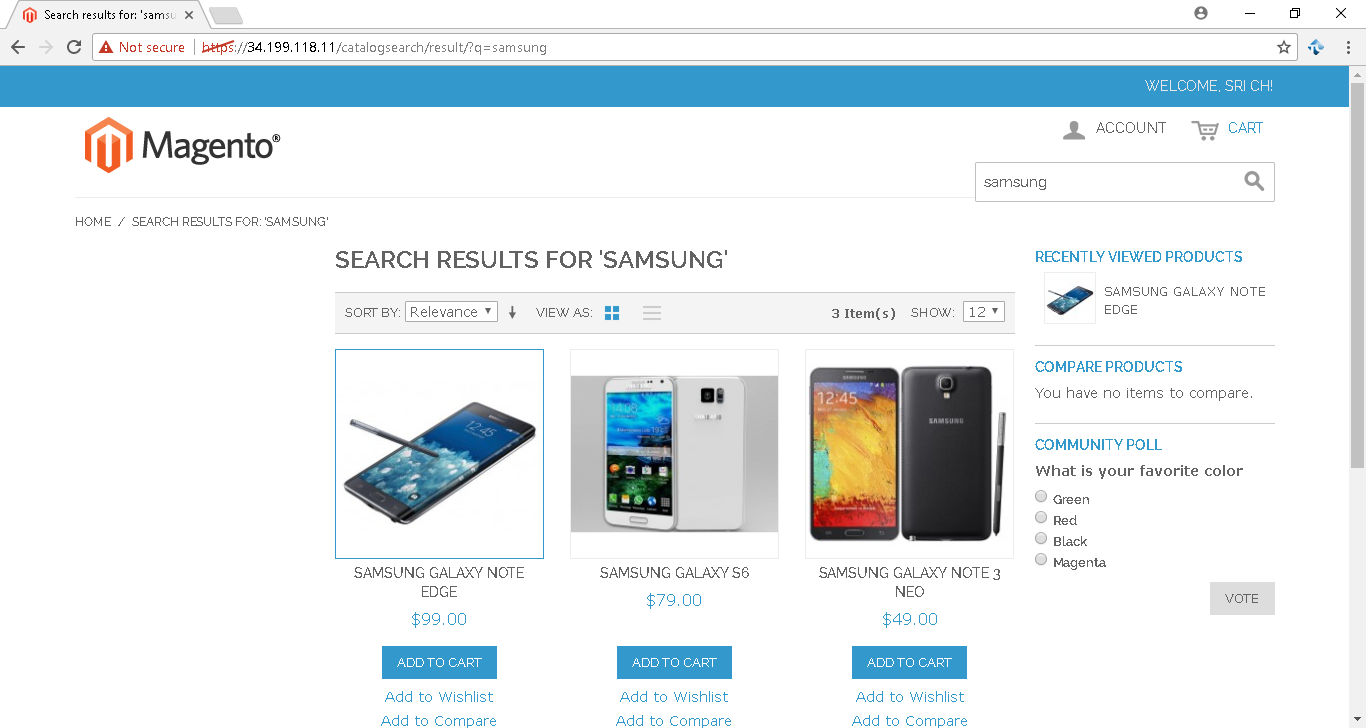 Search results for: 'samsu
Not secure | https://34.199.118.11/catalogsearch/result/?q=samsung
WELCOME, SRI CH!
Magento®
ACCOUNT
CART
samsung
HOME / SEARCH RESULTS FOR: 'SAMSUNG'
SEARCH RESULTS FOR 'SAMSUNG'
SORT BY: Relevance VIEW AS: 3 Item(s) SHOW: 12
SAMSUNG GALAXY NOTE
EDGE
$99.00
ADD TO CART
Add to Wishlist
Add to Compare
SAMSUNG GALAXY S6
$79.00
ADD TO CART
Add to Wishlist
Add to Compare
12:45
SAMSUNG
SAMSUNG GALAXY NOTE 3
NEO
$49.00
ADD TO CART
Add to Wishlist
Add to Compare
RECENTLY VIEWED PRODUCTS
SAMSUNG GALAXY NOTE
EDGE
COMPARE PRODUCTS
You have no items to compare.
COMMUNITY POLL
What is your favorite color
Green
Red
Black
Magenta
VOTE